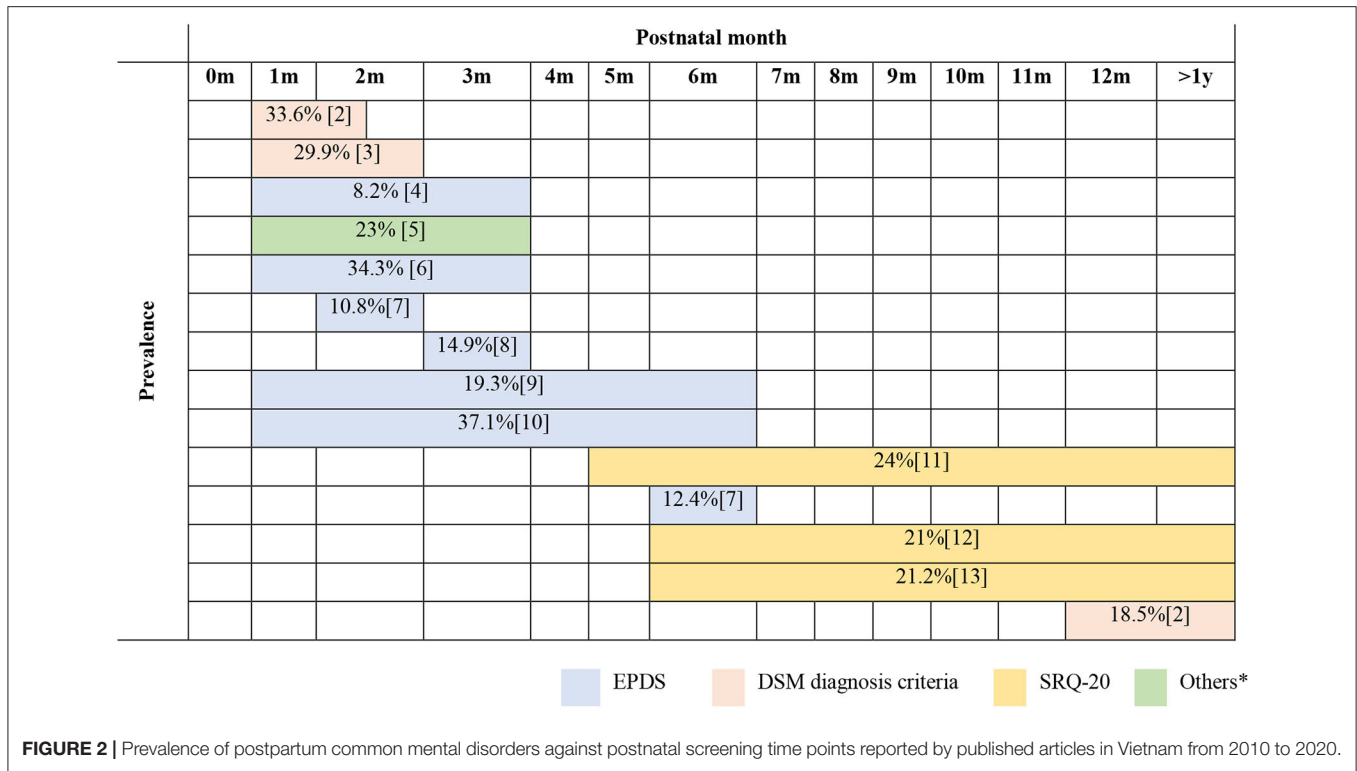 Postnatal month
0m 1m 2m 3m 4m 5m 6m 7m 8m 9m 10m 11m 12m >1y
Prevalence
33.6% [2]
29.9% [3]
8.2% [4]
23% [5]
34.3% [6]
10.8%[7]
14.9%[8]
19.3%[9]
37.1%[10]
24%[11]
12.4%[7]
21%[12]
21.2%[13]
18.5%[2]
EPDS DSM diagnosis criteria SRQ-20 Others*
FIGURE 2 | Prevalence of postpartum common mental disorders against postnatal screening time points reported by published articles in Vietnam from 2010 to 2020.